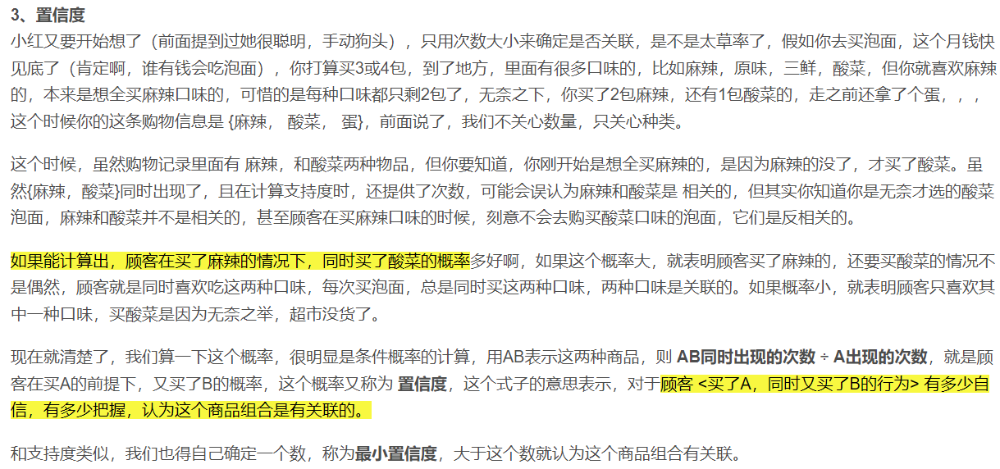 3、置信度
小红又要开始想了（前面提到过她很聪明，手动狗头），只用次数大小来确定是否关联，是不是太草率了，假如你去买泡面，这个月钱快
见底了（肯定啊，谁有钱会吃泡面），你打算买3或4包，到了地方，里面有很多口味的，比如麻辣，原味，三鲜，酸菜，但你就喜欢麻辣
的，本来是想全买麻辣口味的，可惜的是每种口味都只剩2包了，无奈之下，你买了2包麻辣，还有1包酸菜的，走之前还拿了个蛋，，，
这个时候你的这条购物信息是 {麻辣， 酸菜， 蛋}，前面说了，我们不关心数量，只关心种类。
这个时候，虽然购物记录里面有 麻辣，和酸菜两种物品，但你要知道，你刚开始是想全买麻辣的，是因为麻辣的没了，才买了酸菜。虽
然{麻辣，酸菜}同时出现了，且在计算支持度时，还提供了次数，可能会误认为麻辣和酸菜是 相关的，但其实你知道你是无奈才选的酸菜
泡面，麻辣和酸菜并不是相关的，甚至顾客在买麻辣口味的时候，刻意不会去购买酸菜口味的泡面，它们是反相关的。
如果能计算出，顾客在买了麻辣的情况下，同时买了酸菜的概率多好啊，如果这个概率大，就表明顾客买了麻辣的，还要买酸菜的情况不
是偶然，顾客就是同时喜欢吃这两种口味，每次买泡面，总是同时买这两种口味，两种口味是关联的。如果概率小，就表明顾客只喜欢其
中一种口味，买酸菜是因为无奈之举，超市没货了。
现在就清楚了，我们算一下这个概率，很明显是条件概率的计算，用AB表示这两种商品，则 AB同时出现的次数 ÷ A出现的次数，就是顾
客在买A的前提下，又买了B的概率，这个概率又称为 置信度，这个式子的意思表示，对于顾客 <买了A，同时又买了B的行为> 有多少自
信，有多少把握，认为这个商品组合是有关联的。
和支持度类似，我们也得自己确定一个数，称为最小置信度，大于这个数就认为这个商品组合有关联。